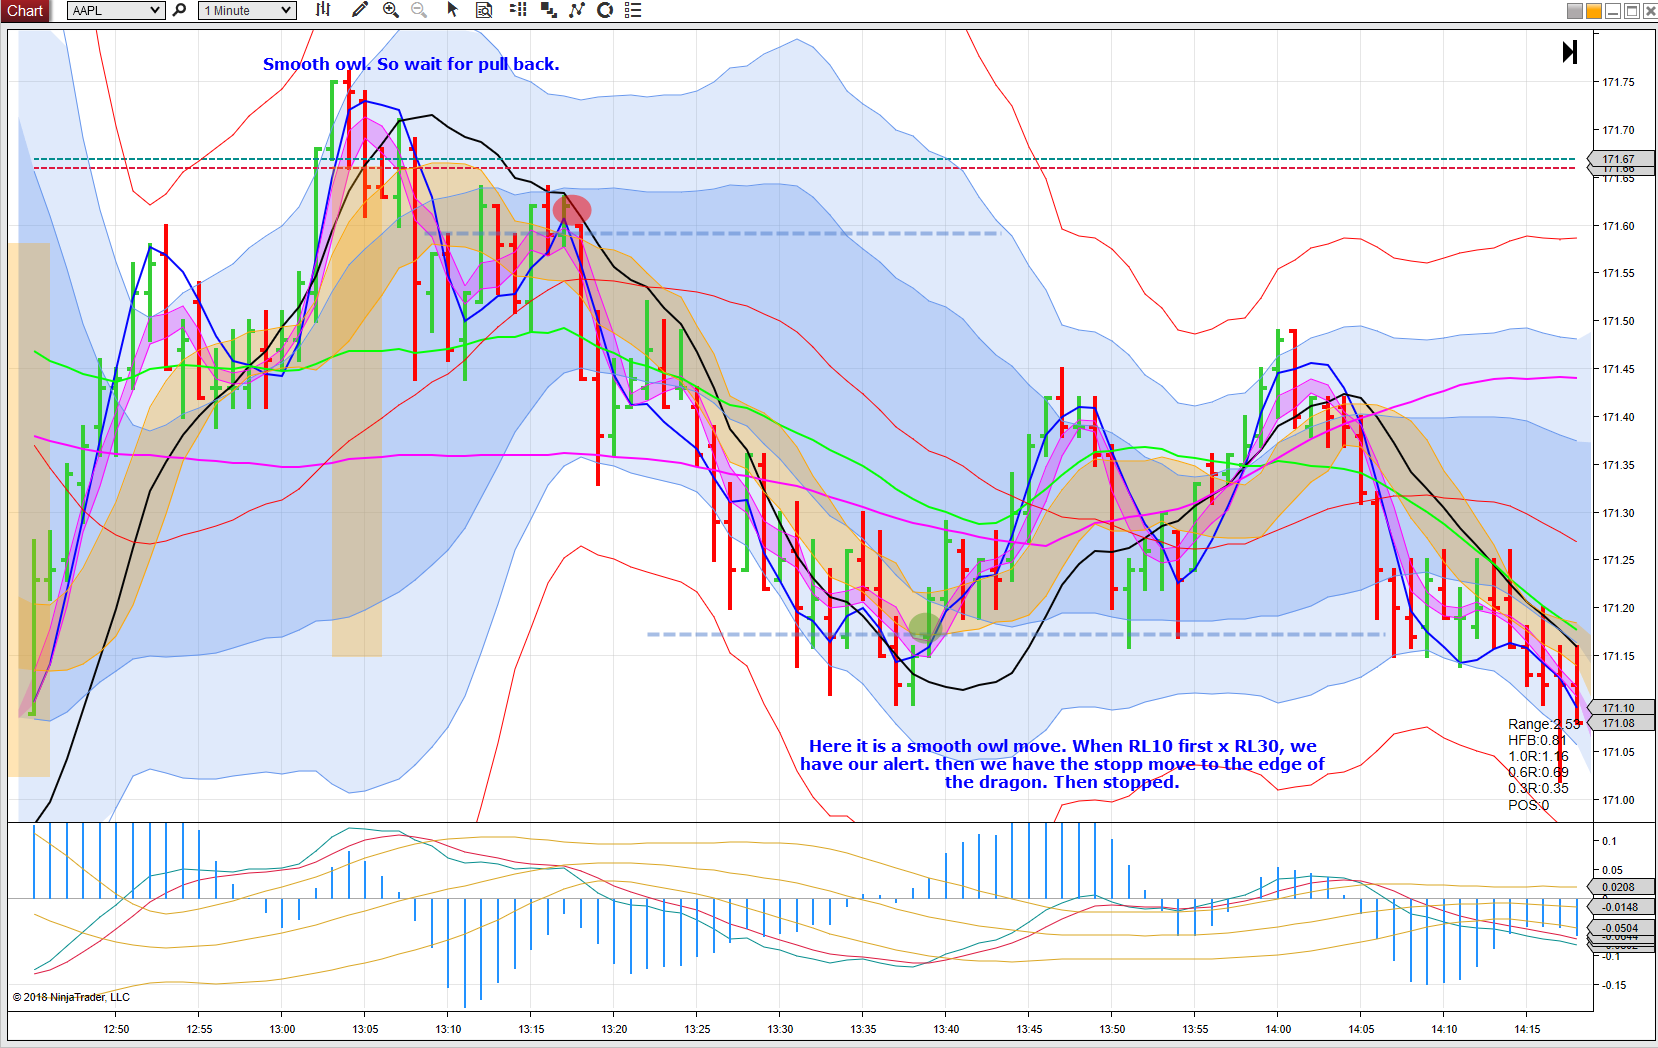 Chart AAPL 1 Minute
Smooth owl. So wait for pull back.
171.75
171.70
171.67
171.66
171.65
171.60
171.55
171.50
171.45
171.40
171.35
171.30
171.25
171.20
171.15
171.10
171.08
171.05
171.00
Here it is a smooth owl move. When RL10 first x RL30, we
have our alert. then we have the stopp move to the edge of
the dragon. Then stopped.
Range:2.53
HFB:0.81
1.0R:1.16
0.6R:0.69
0.3R:0.35
POS:0
0.1
0.05
0.0208
-0.0148
-0.0504
-0.1
-0.15
© 2018 NinjaTrader, LLC
12:50 12:55 13:00 13:05 13:10 13:15 13:20 13:25 13:30 13:35 13:40 13:45 13:50 13:55 14:00 14:05 14:10 14:15